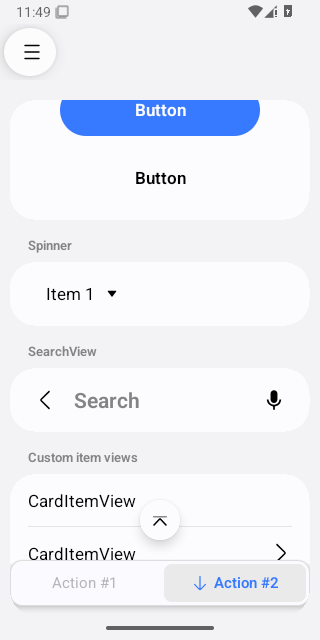 11:49
Button
Button
Spinner
Item 1
SearchView
Search
Custom item views
CardItemView
CardItemView
Action #1
Action #2